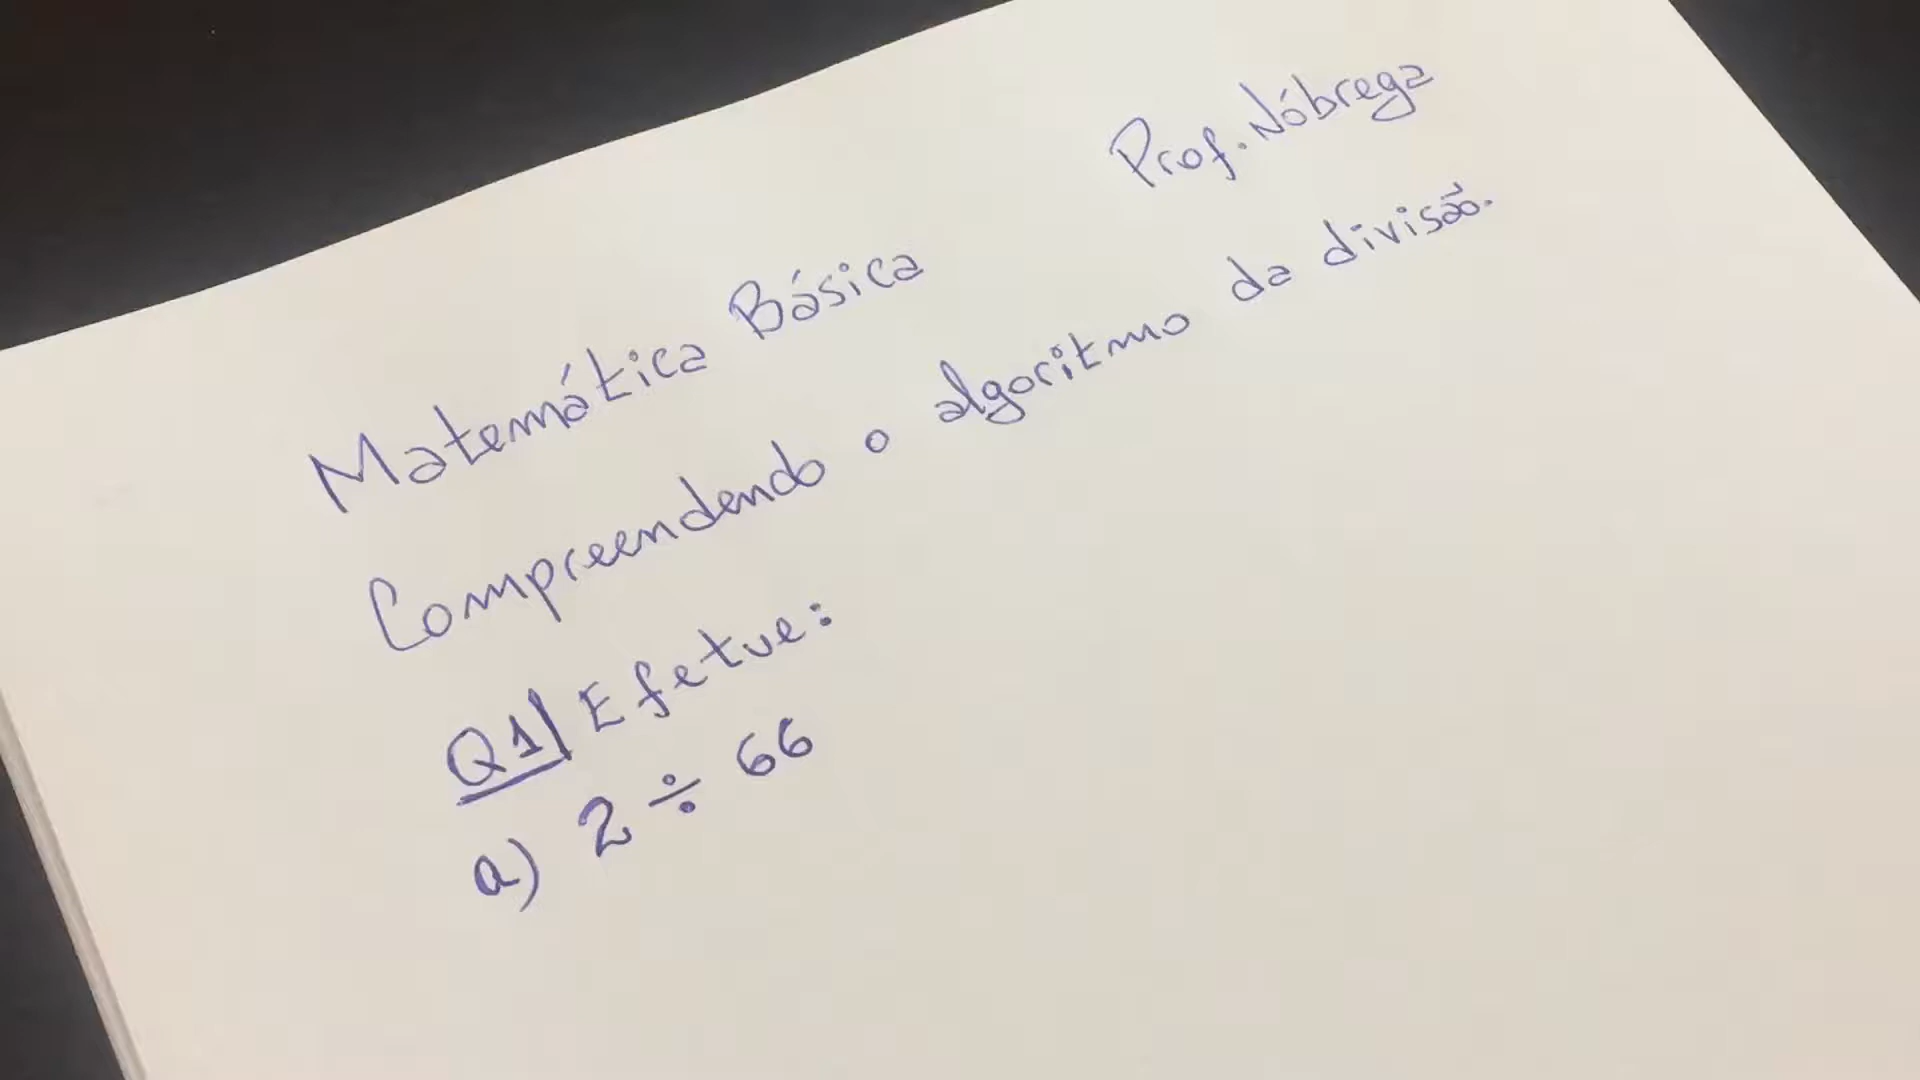 Prof. Nóbrega
Matemática Básica
Compreendendo o algoritmo da divisão.
Q1) Efetue:
a) 2 ÷ 66